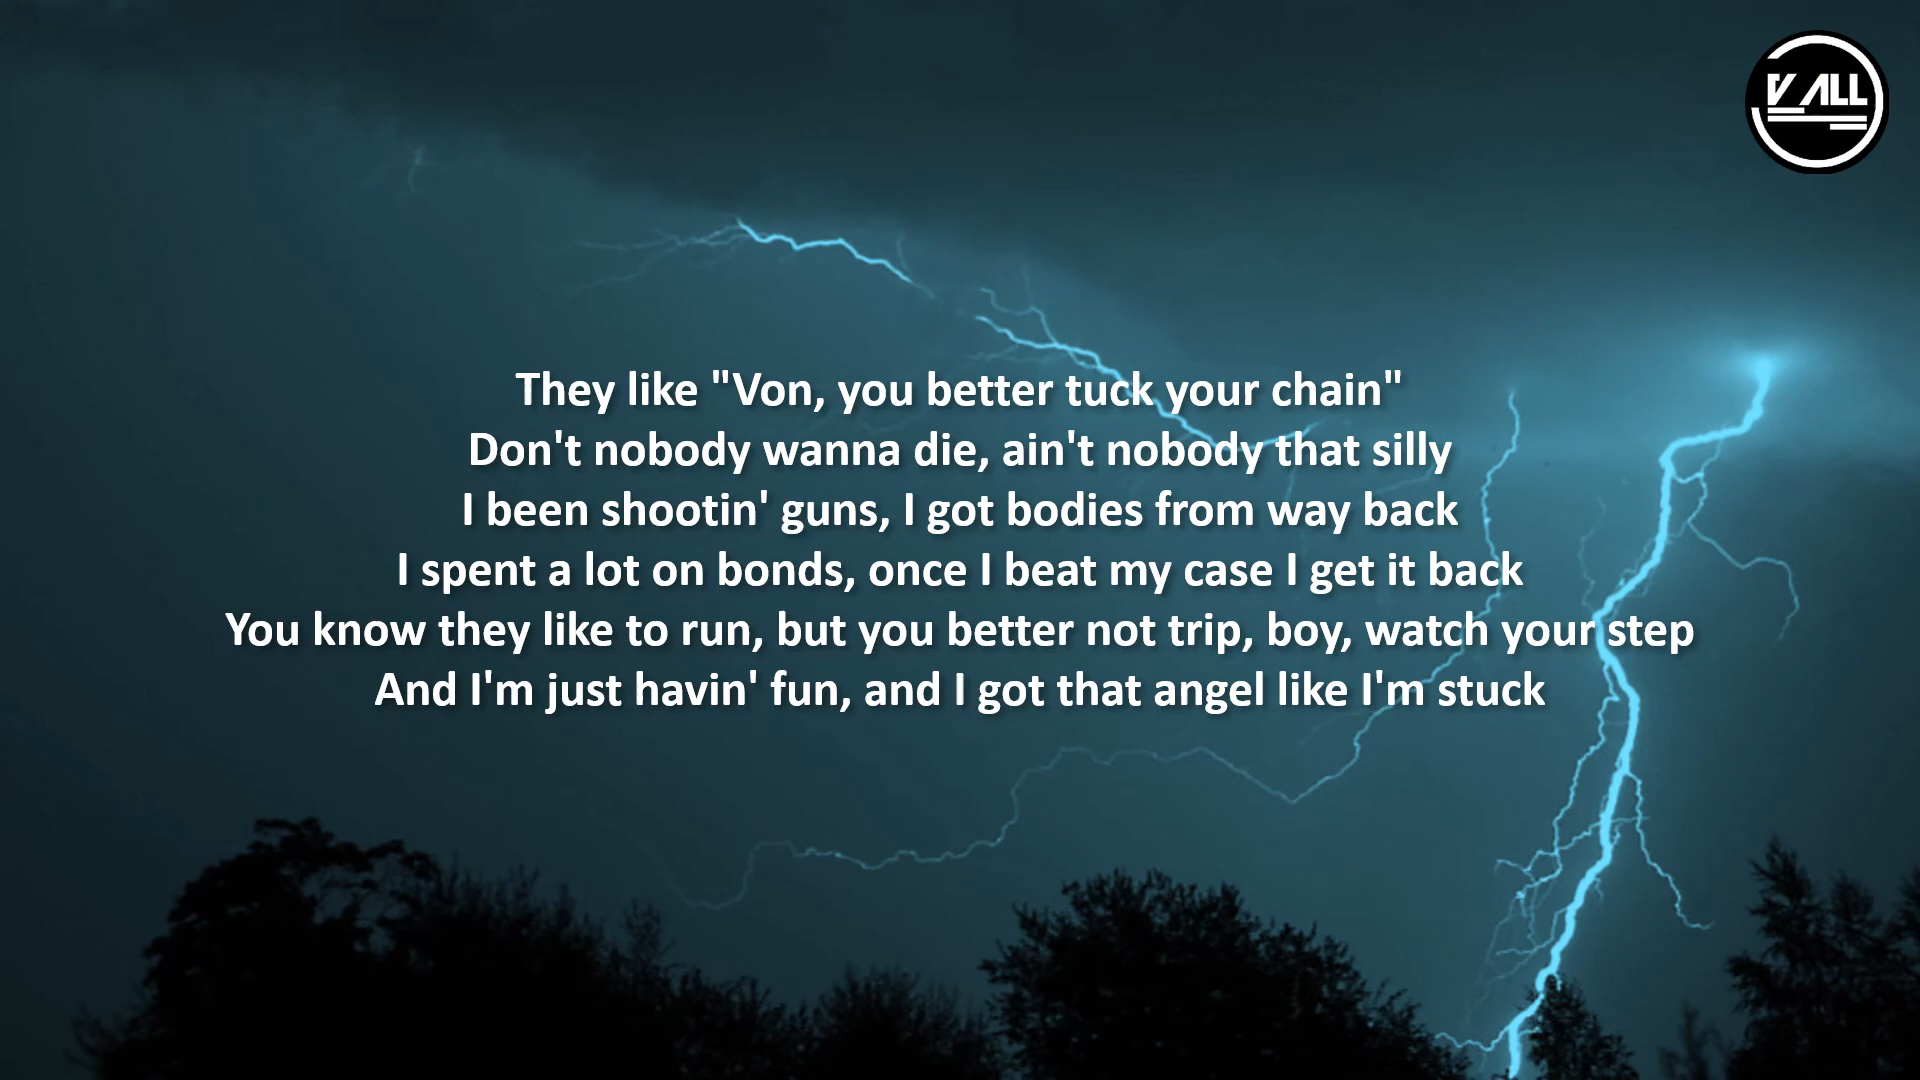 V ALL
They like "Von, you better tuck your chain"
Don't nobody wanna die, ain't nobody that silly
I been shootin' guns, I got bodies from way back
I spent a lot on bonds, once I beat my case I get it back
You know they like to run, but you better not trip, boy, watch your step
And I'm just havin' fun, and I got that angel like I'm stuck